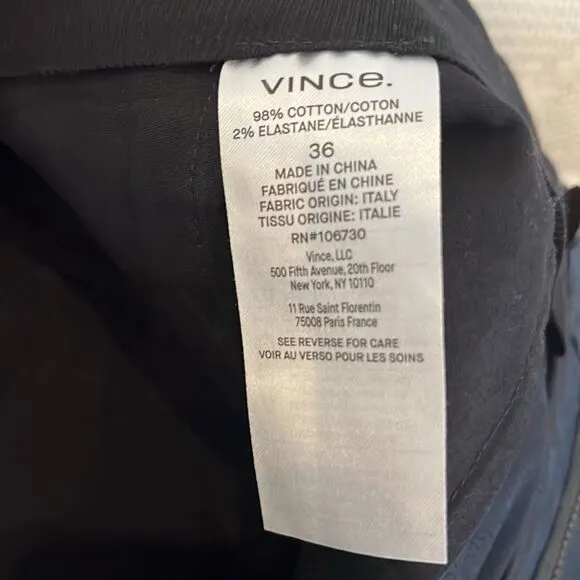 VINCE.
98% COTTON/COTON
2% ELASTANE/ÉLASTHANNE
36
MADE IN CHINA
FABRIQUÉ EN CHINE
FABRIC ORIGIN: ITALY
TISSU ORIGINE: ITALIE
RN#106730
Vince, LLC
500 Fifth Avenue, 20th Floor
New York, NY 10110
11 Rue Saint Florentin
75008 Paris France
SEE REVERSE FOR CARE
VOIR AU VERSO POUR LES SOINS